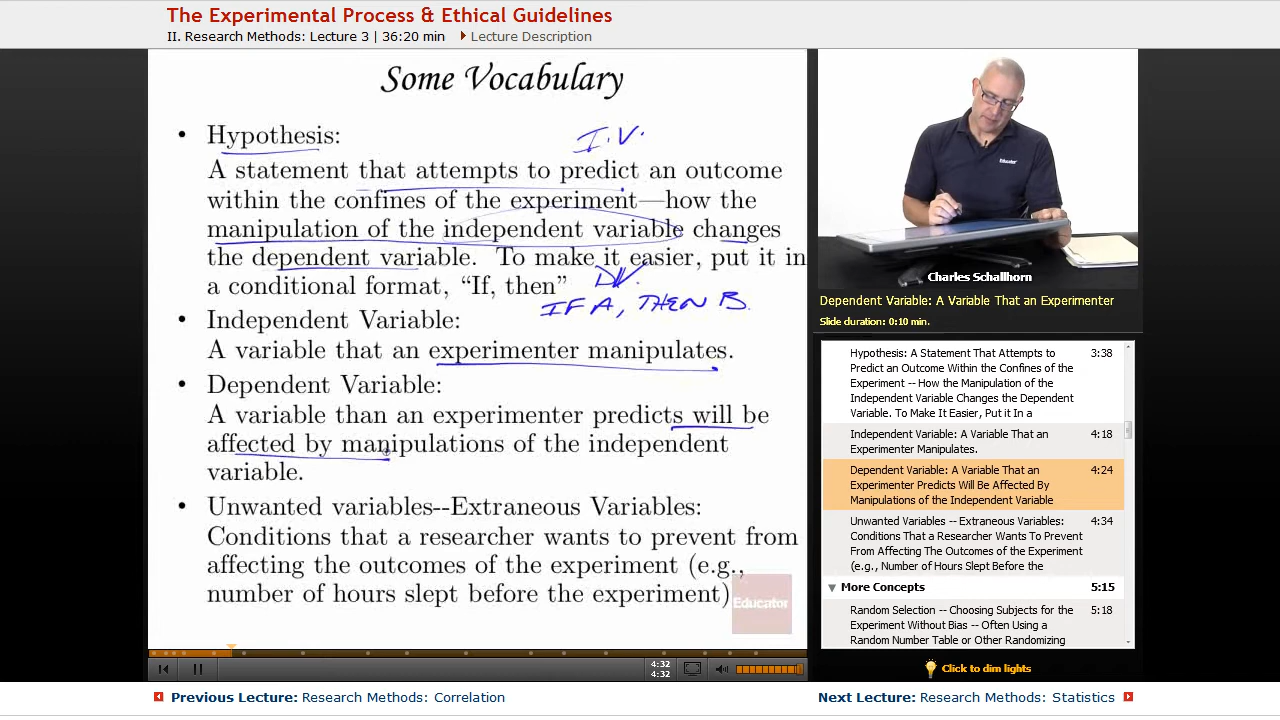 The Experimental Process & Ethical Guidelines
II. Research Methods: Lecture 3 | 36:20 min Lecture Description
Some Vocabulary
• Hypothesis:
I.V.
A statement that attempts to predict an outcome
within the confines of the experiment—how the
manipulation of the independent variable changes
the dependent variable. To make it easier, put it in
a conditional format, “If, then”
DV.
IF A, THEN B.
• Independent Variable:
A variable that an experimenter manipulates.
• Dependent Variable:
A variable than an experimenter predicts will be
affected by manipulations of the independent
variable.
• Unwanted variables--Extraneous Variables:
Conditions that a researcher wants to prevent from
affecting the outcomes of the experiment (e.g.,
number of hours slept before the experiment)
Educator
Educator
Charles Schallhorn
Dependent Variable: A Variable That an Experimenter
Slide duration: 0:10 min.
Hypothesis: A Statement That Attempts to 3:38
Predict an Outcome Within the Confines of the
Experiment -- How the Manipulation of the
Independent Variable Changes the Dependent
Variable. To Make It Easier, Put it In a
Independent Variable: A Variable That an 4:18
Experimenter Manipulates.
Dependent Variable: A Variable That an 4:24
Experimenter Predicts Will Be Affected By
Manipulations of the Independent Variable
Unwanted Variables -- Extraneous Variables: 4:34
Conditions That a Researcher Wants To Prevent
From Affecting The Outcomes of the Experiment
(e.g., Number of Hours Slept Before the
More Concepts 5:15
Random Selection -- Choosing Subjects for the 5:18
Experiment Without Bias -- Often Using a
Random Number Table or Other Randomizing
4:32
4:32
Click to dim lights
Previous Lecture: Research Methods: Correlation
Next Lecture: Research Methods: Statistics